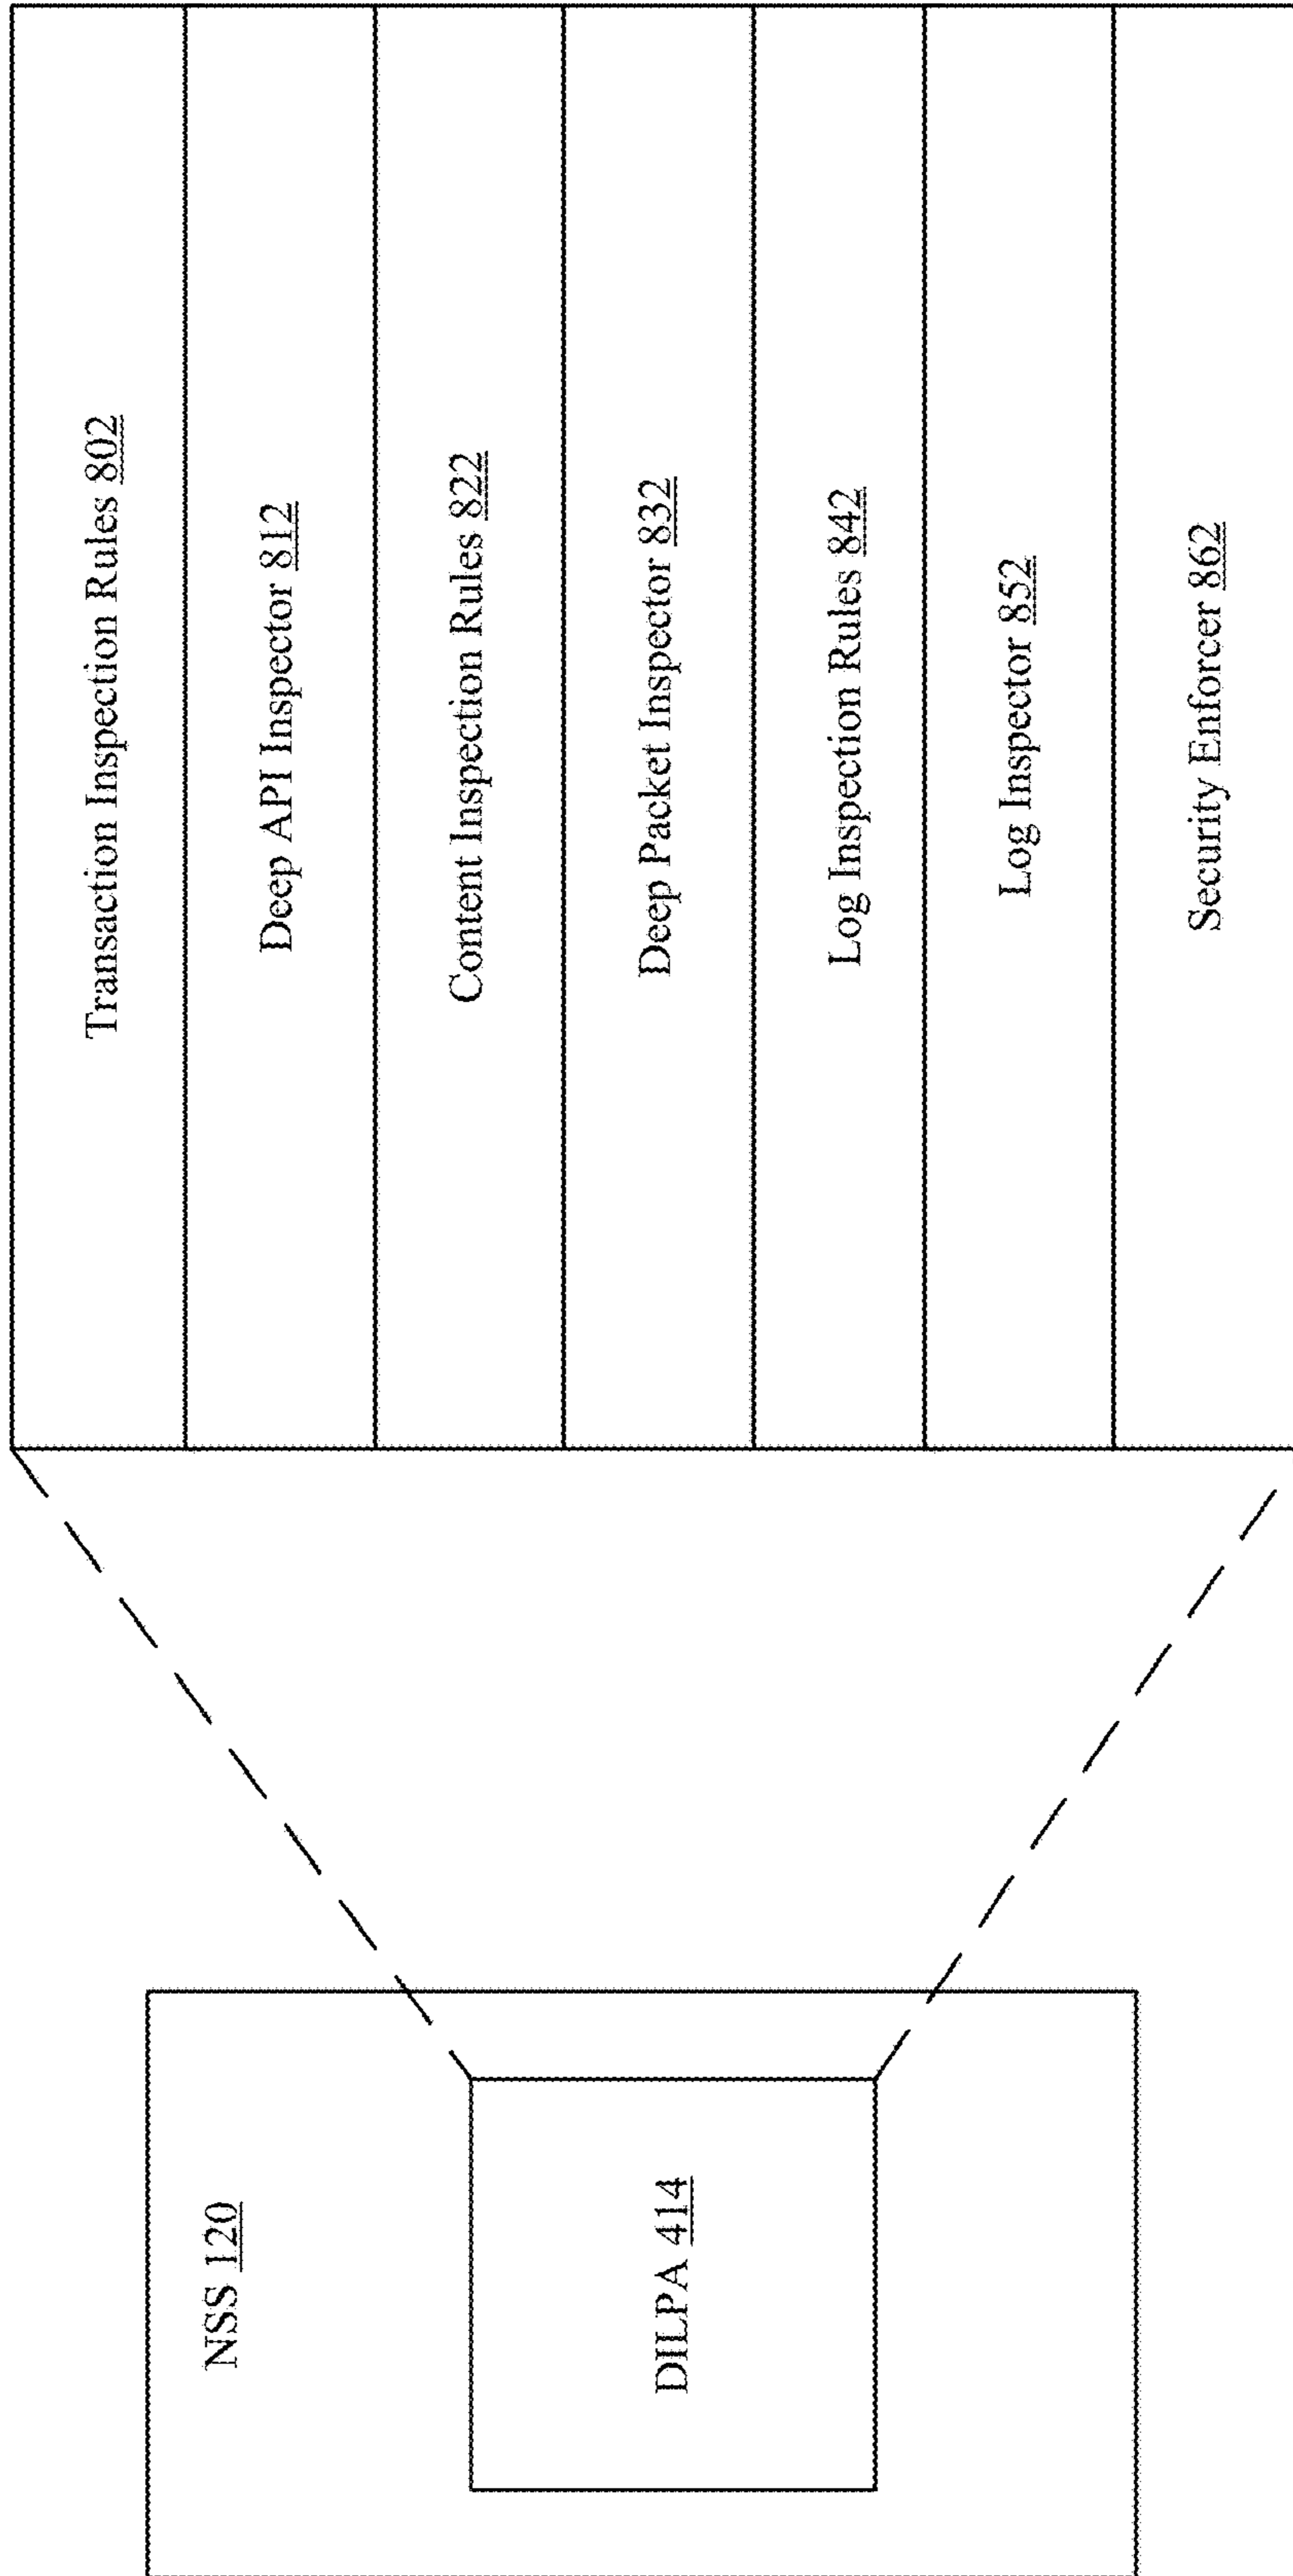 NSS 120
DILPA 414
Transaction Inspection Rules 802
Deep API Inspector 812
Content Inspection Rules 822
Deep Packet Inspector 832
Log Inspection Rules 842
Log Inspector 852
Security Enforcer 862